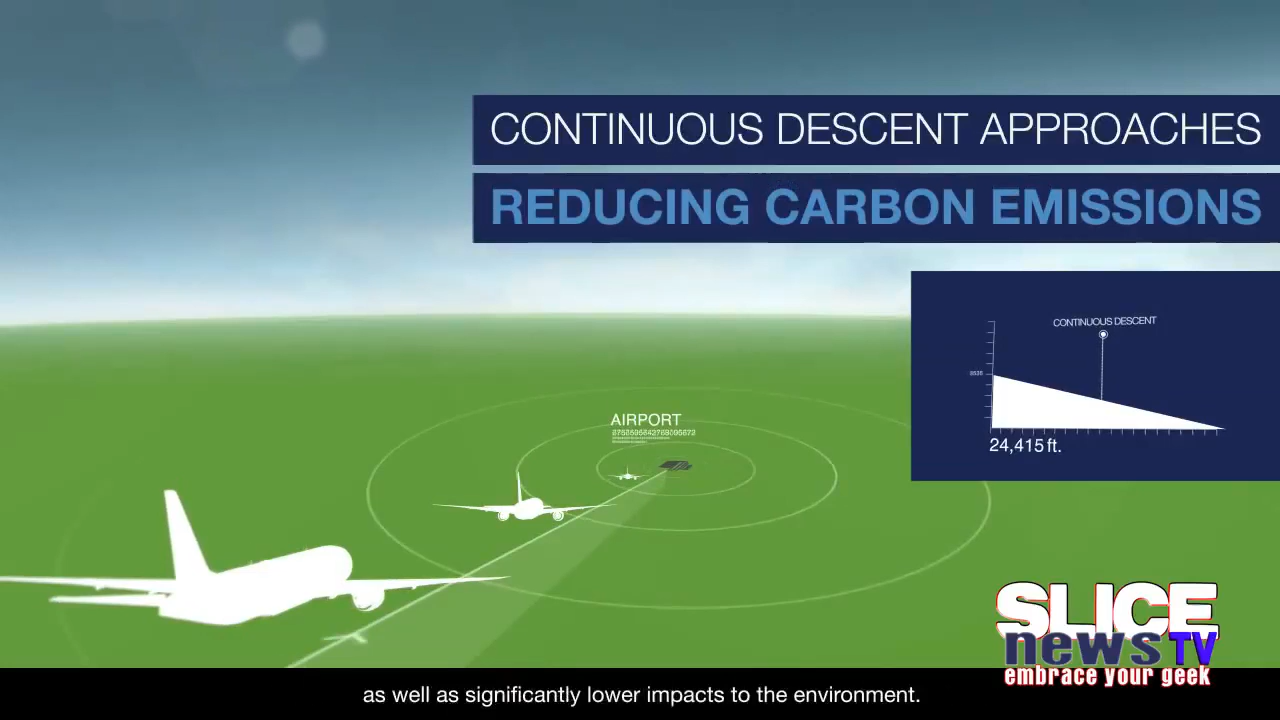 CONTINUOUS DESCENT APPROACHES
REDUCING CARBON EMISSIONS
CONTINUOUS DESCENT
24,415 ft.
AIRPORT
SLICE
news TV
embrace your geek
as well as significantly lower impacts to the environment.